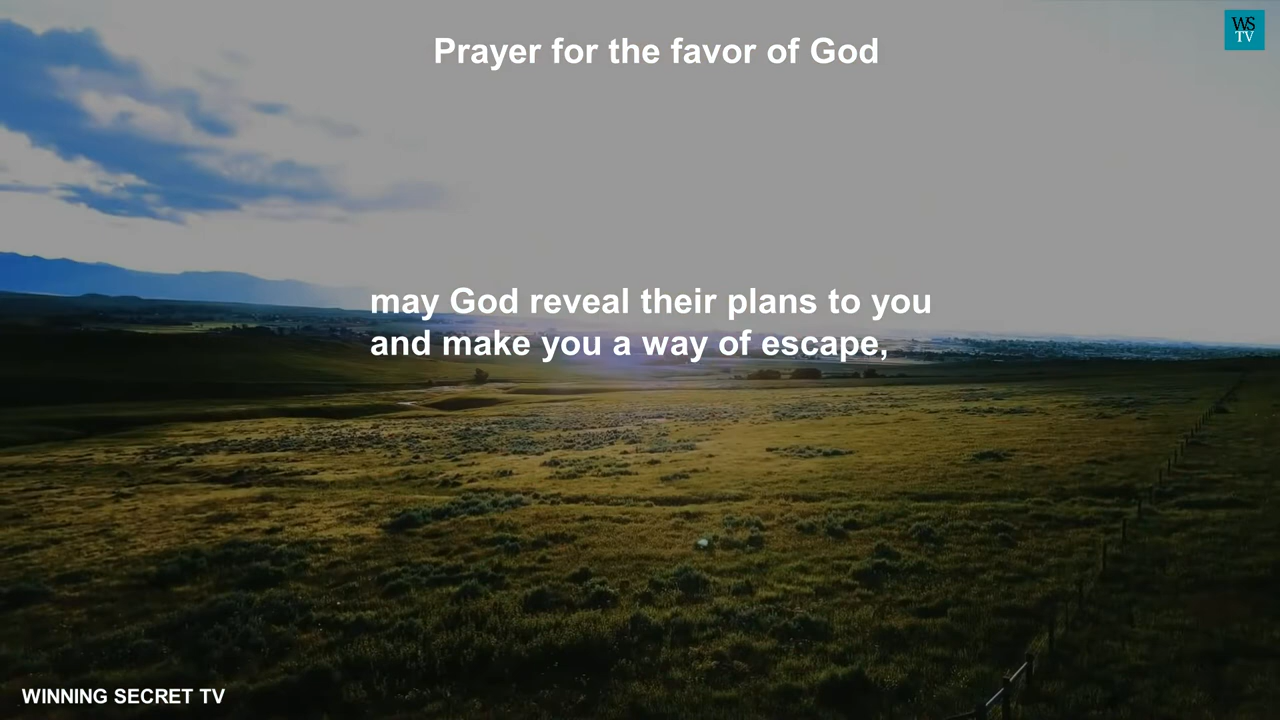 WS
TV
Prayer for the favor of God
may God reveal their plans to you
and make you a way of escape,
WINNING SECRET TV